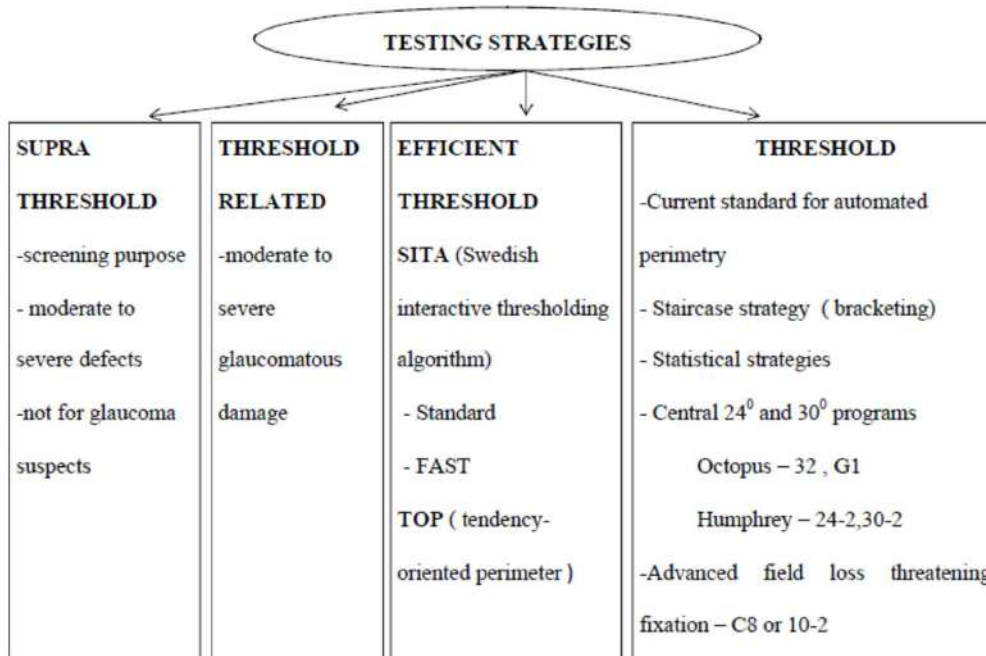 TESTING STRATEGIES
SUPRA
THRESHOLD
-screening purpose
- moderate to
severe defects
-not for glaucoma
suspects
THRESHOLD
RELATED
-moderate to
severe
glaucomatous
damage
EFFICIENT
THRESHOLD
SITA (Swedish
interactive thresholding
algorithm)
- Standard
- FAST
TOP ( tendency-
oriented perimeter )
THRESHOLD
-Current standard for automated
perimetry
- Staircase strategy ( bracketing)
- Statistical strategies
- Central 24⁰ and 30⁰ programs
Octopus – 32 , G1
Humphrey – 24-2,30-2
-Advanced field loss threatening
fixation – C8 or 10-2